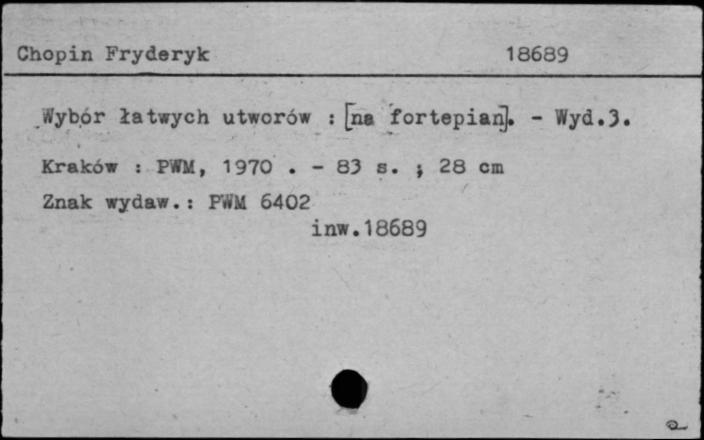 Chopin Fryderyk 18689
Wybór łatwych utworów : [na fortepian]. - Wyd.3.
Kraków : PWM, 1970 . - 83 s. ; 28 cm
Znak wydaw.: PWM 6402
inw.18689